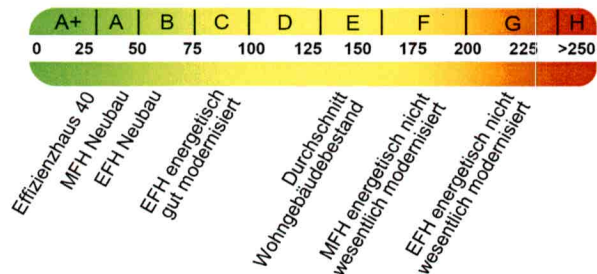 A+ A B C D E F G H
0 25 50 75 100 125 150 175 200 225 >250
Effizienzhaus 40
MFH Neubau
EFH Neubau
EFH energetisch
gut modernisiert
Durchschnitt
Wohngebäudebestand
MFH energetisch nicht
wesentlich modernisiert
EFH energetisch nicht
wesentlich modernisiert